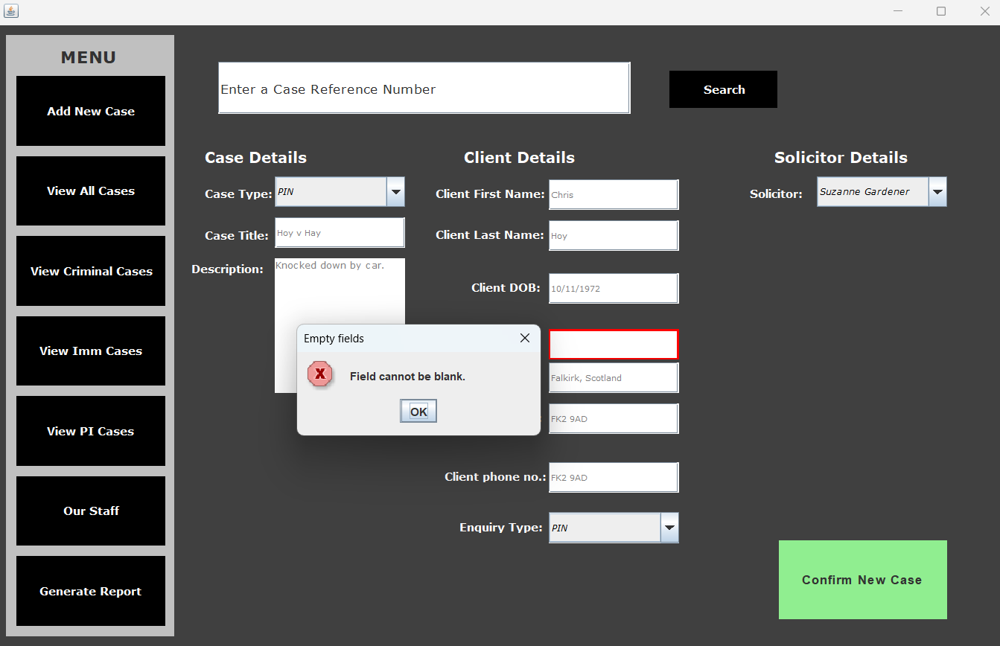 MENU
Add New Case
View All Cases
View Criminal Cases
View Imm Cases
View PI Cases
Our Staff
Generate Report
Enter a Case Reference Number
Search
Case Details
Case Type:
PIN
Case Title:
Hoy v Hay
Description:
Knocked down by car.
Client Details
Client First Name:
Chris
Client Last Name:
Hoy
Client DOB:
10/11/1972
Falkirk, Scotland
FK2 9AD
Client phone no.:
FK2 9AD
Enquiry Type:
PIN
Solicitor Details
Solicitor:
Suzanne Gardener
Confirm New Case
Empty fields
X
Field cannot be blank.
OK